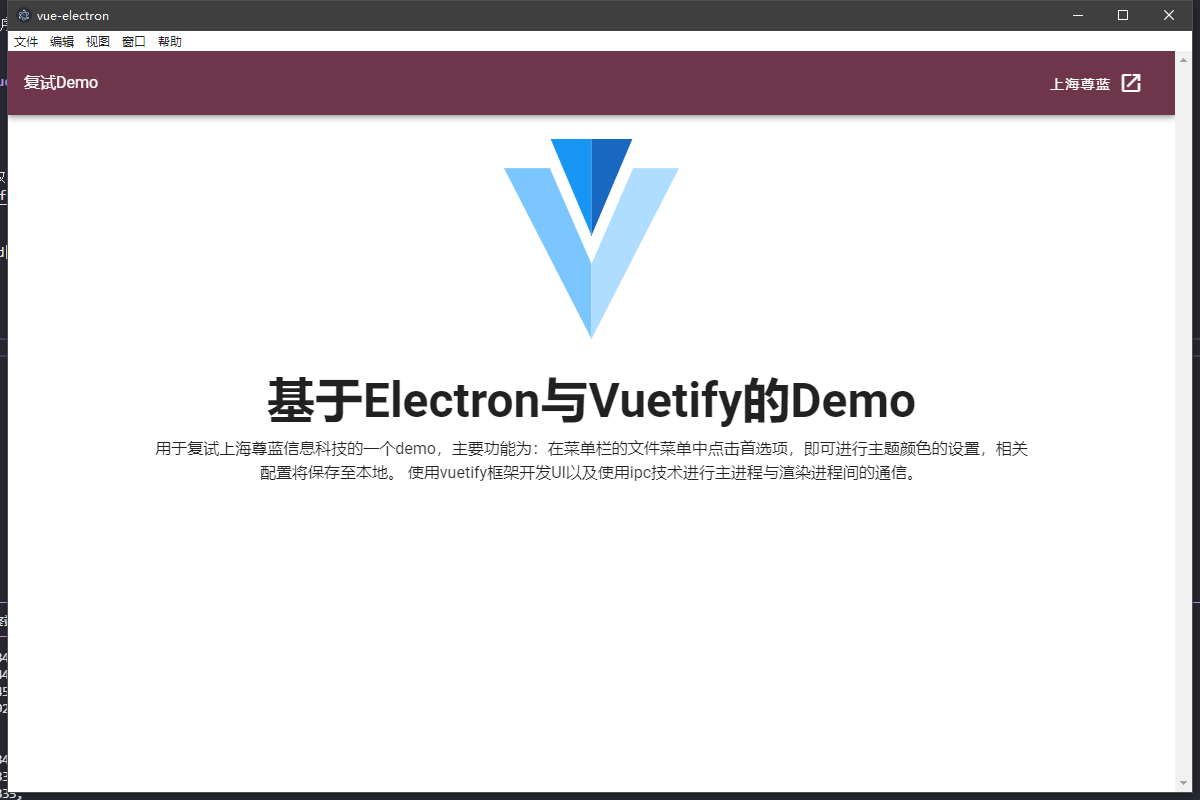 vue-electron
文件 编辑 视图 窗口 帮助
复试Demo
上海尊蓝
基于Electron与Vuetify的Demo
用于复试上海尊蓝信息科技的一个demo，主要功能为：在菜单栏的文件菜单中点击首选项，即可进行主题颜色的设置，相关
配置将保存至本地。 使用vuetify框架开发UI以及使用ipc技术进行主进程与渲染进程间的通信。